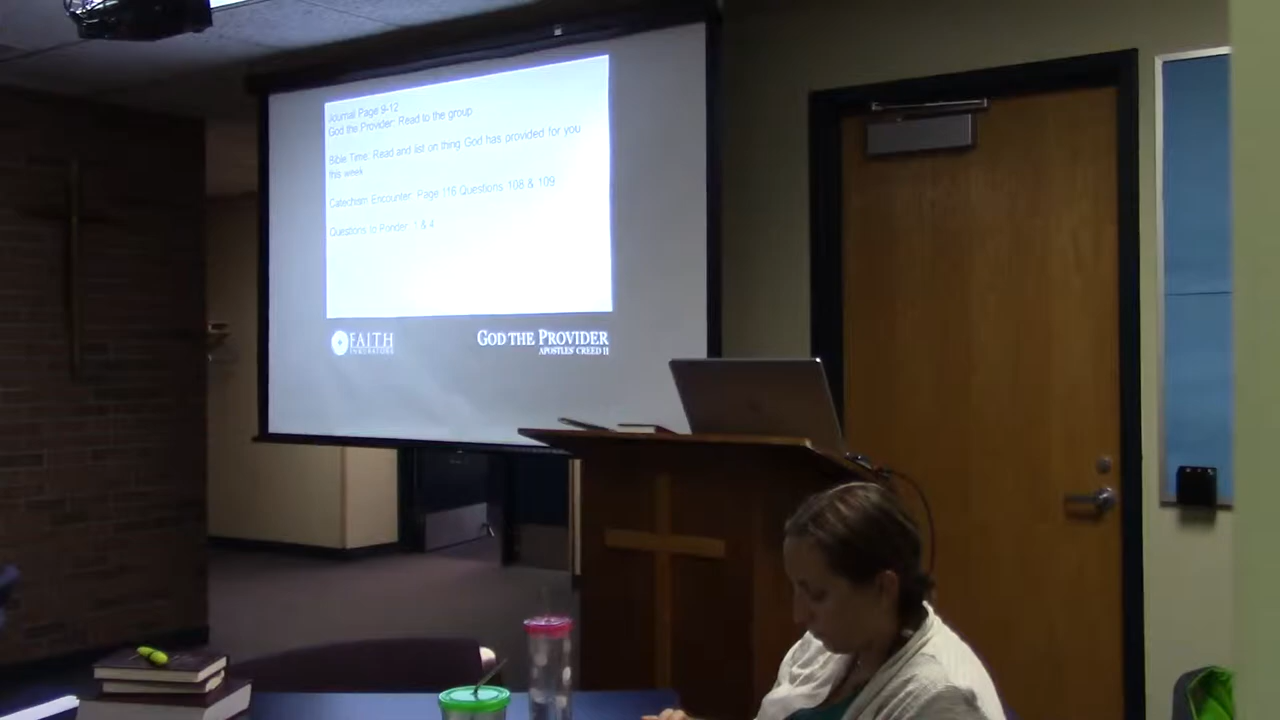 Journal Page 9-12
God the Provider: Read to the group
Bible Time: Read and list on thing God has provided for you
this week
Catechism Encounter: Page 116 Questions 108 & 109
Questions to Ponder: 1 & 4
FAITH
INKUBATORS
GOD THE PROVIDER
APOSTLES' CREED II